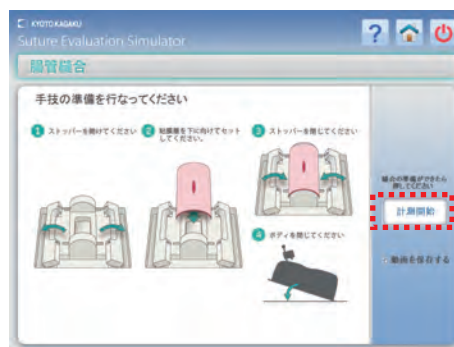 KYOTO KAGAKU
Suture Evaluation Simulator
?
腸管縫合
手技の準備を行なってください
1 ストッパーを開けてください
2 粘膜層を下に向けてセット
してください。
3 ストッパーを閉じてください
4 ボディを閉じてください
縫合の準備ができたら
押してください
計測開始
動画を保存する